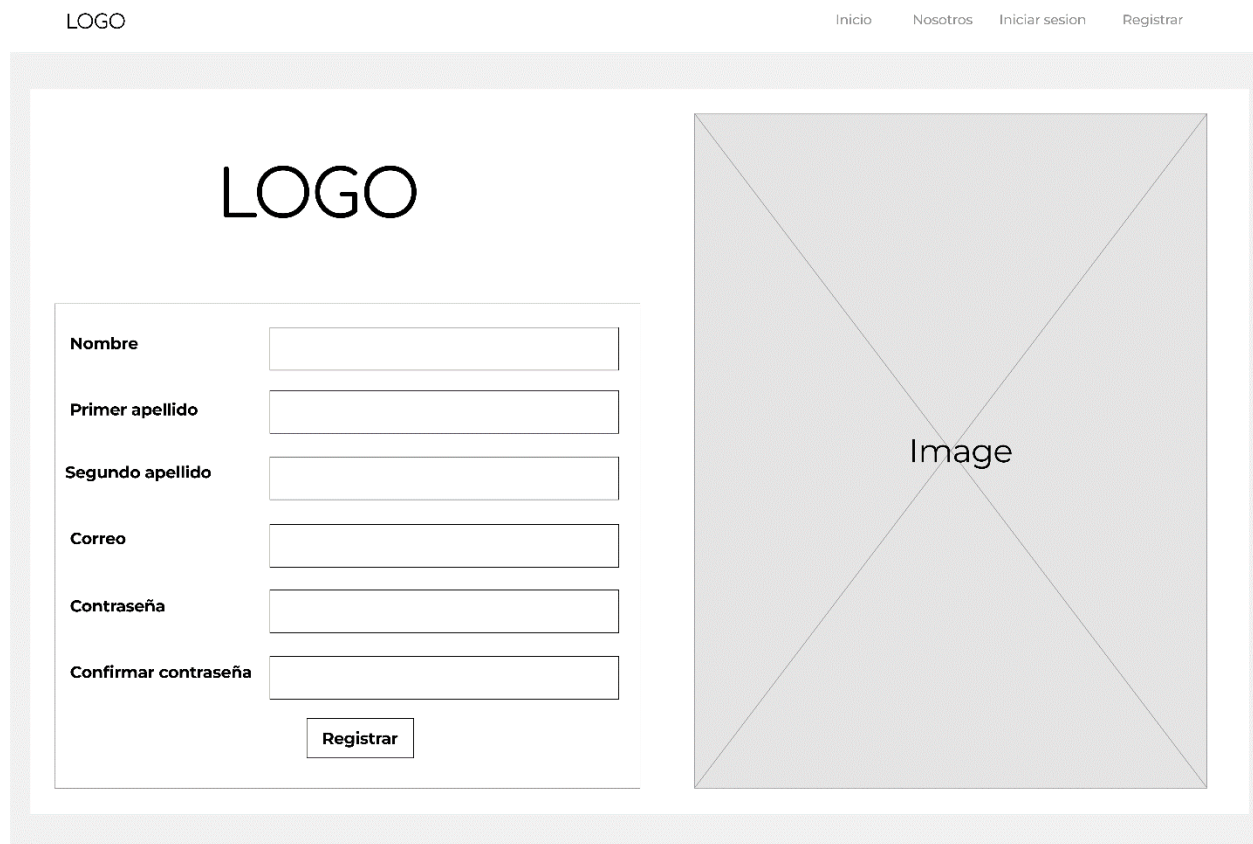 LOGO
Inicio Nosotros Iniciar sesion Registrar
LOGO
Nombre
Primer apellido
Segundo apellido
Correo
Contraseña
Confirmar contraseña
Registrar
Image